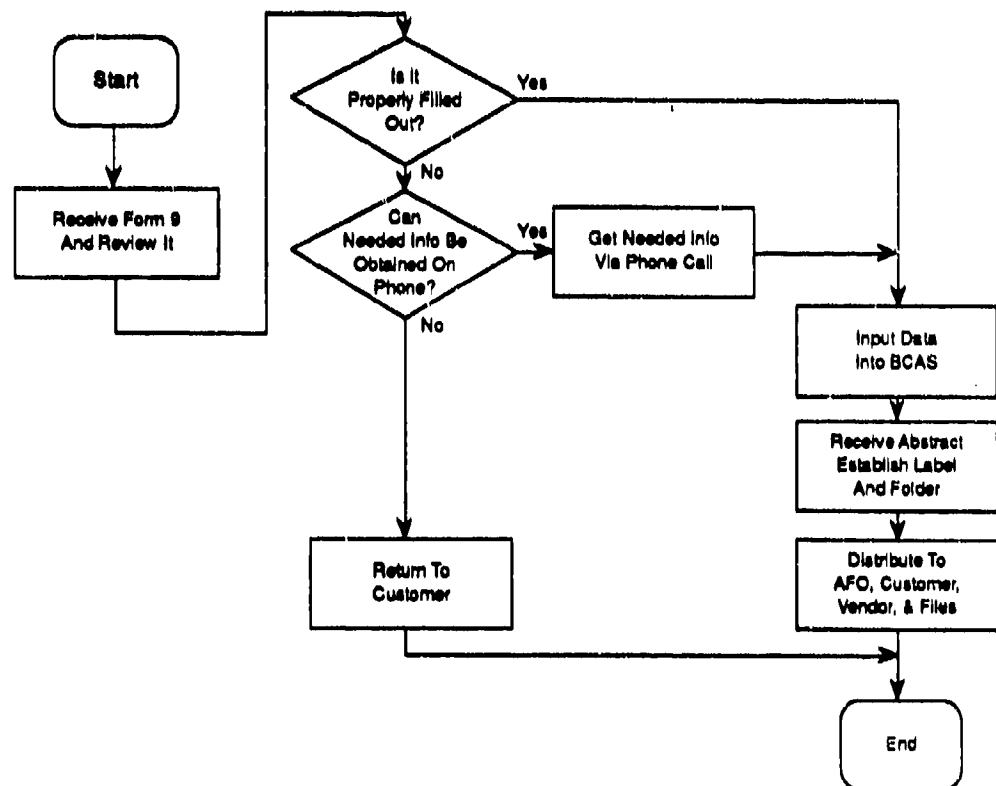 Start
Receive Form 9
And Review It
Is It
Properly Filled
Out?
Yes
No
Can
Needed Info Be
Obtained On
Phone?
Yes
No
Get Needed Info
Via Phone Call
Input Data
Into BCAS
Receive Abstract
Establish Label
And Folder
Distribute To
AFO, Customer,
Vendor, & Files
Return To
Customer
End